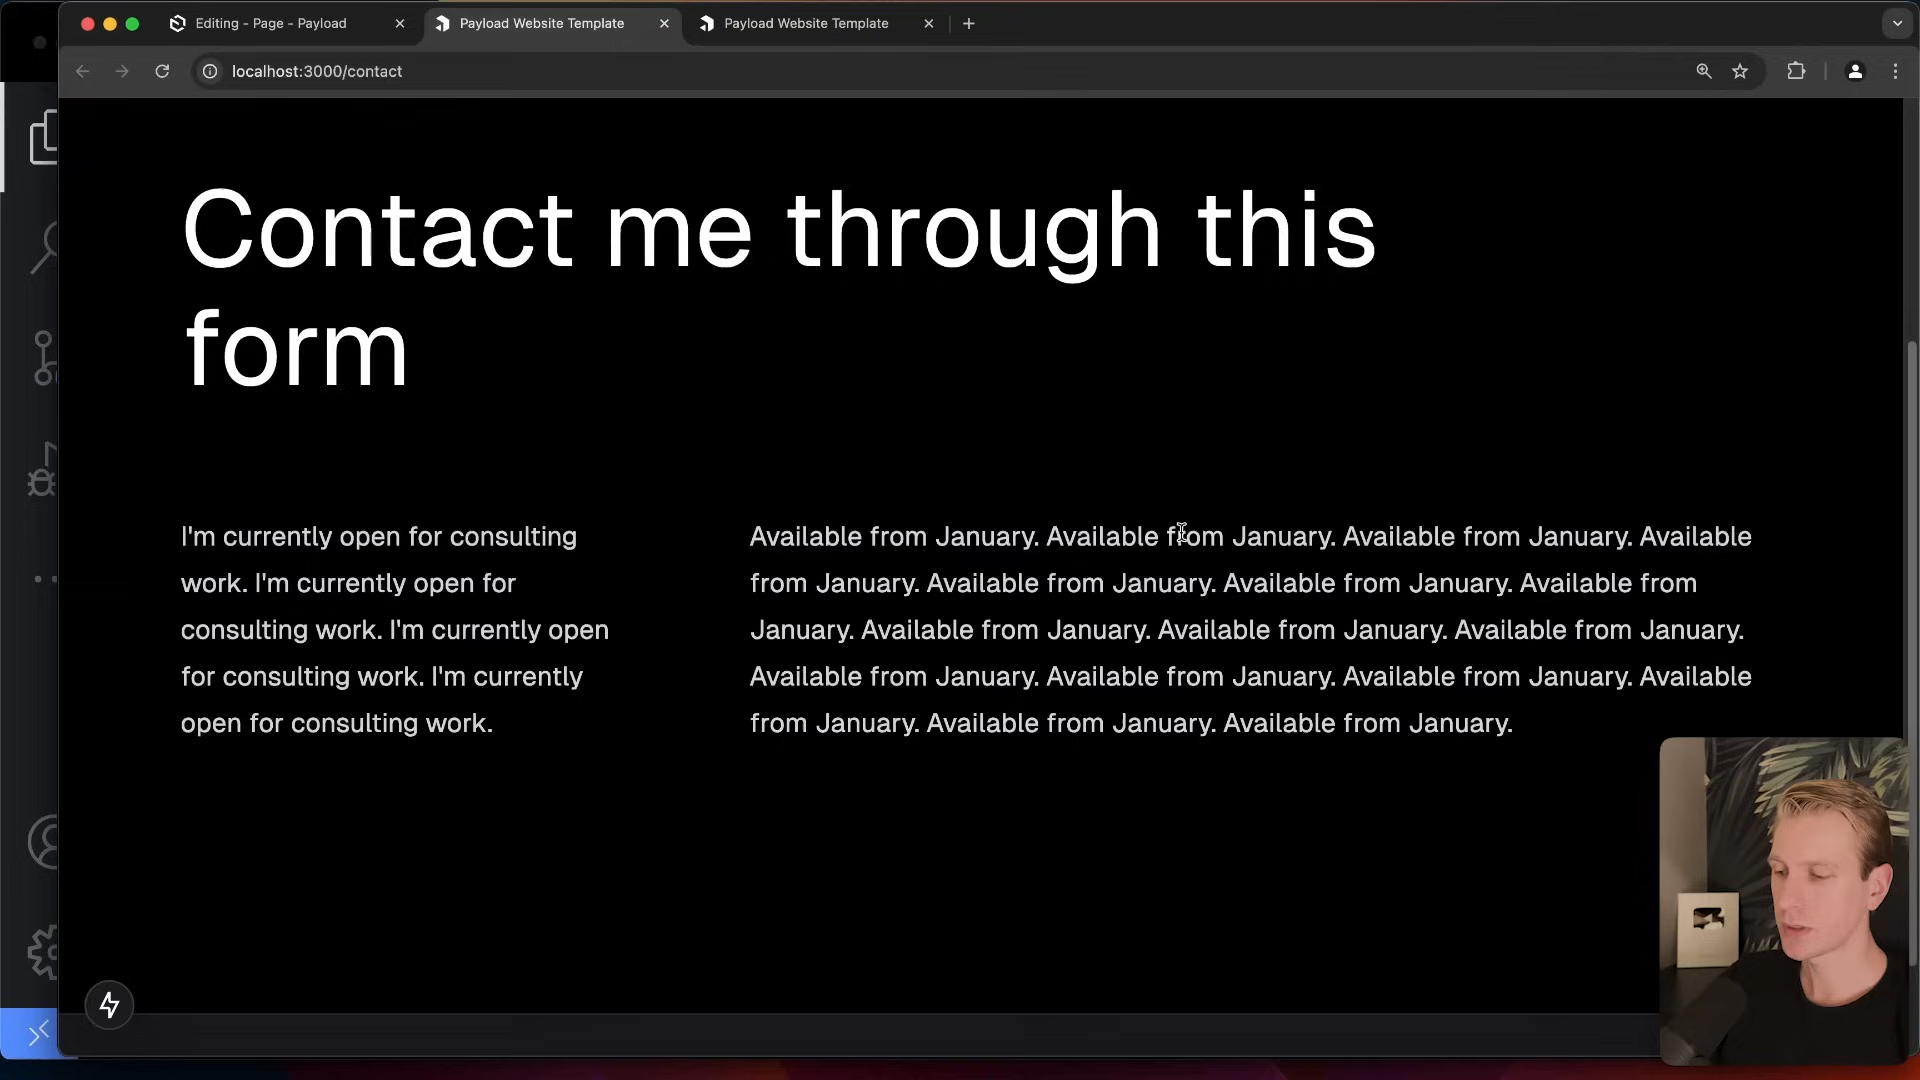 Editing - Page - Payload
Payload Website Template
Payload Website Template
localhost:3000/contact
Contact me through this
form
I'm currently open for consulting
work. I'm currently open for
consulting work. I'm currently open
for consulting work. I'm currently
open for consulting work.
Available from January. Available from January. Available from January. Available
from January. Available from January. Available from January. Available from
January. Available from January. Available from January. Available from January.
Available from January. Available from January. Available from January. Available
from January. Available from January. Available from January.